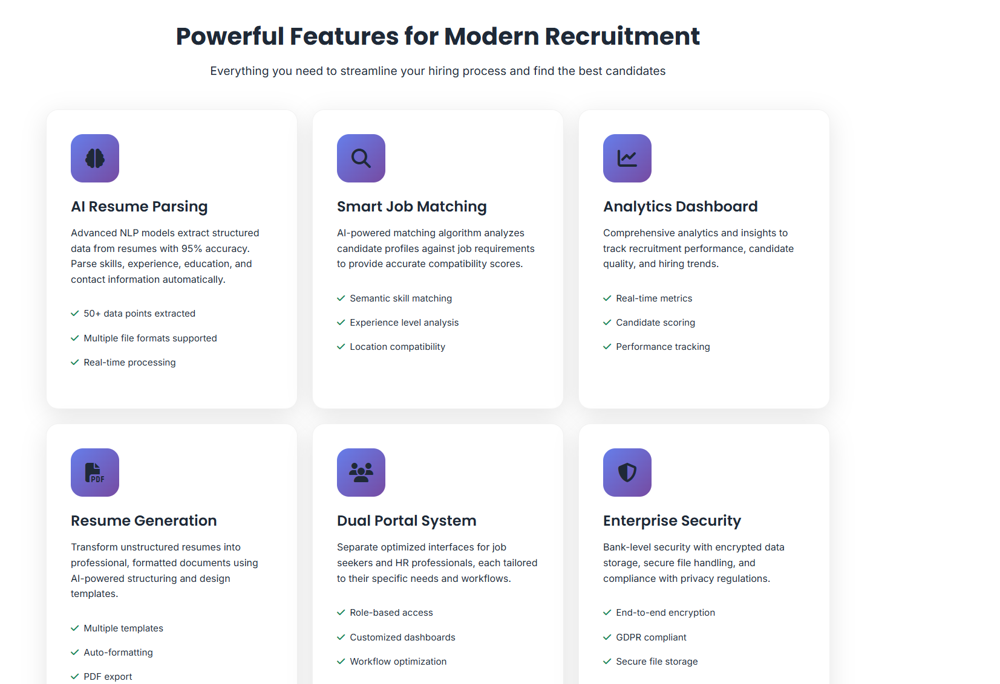 Powerful Features for Modern Recruitment
Everything you need to streamline your hiring process and find the best candidates
AI Resume Parsing
Advanced NLP models extract structured
data from resumes with 95% accuracy.
Parse skills, experience, education, and
contact information automatically.
50+ data points extracted
Multiple file formats supported
Real-time processing
Smart Job Matching
AI-powered matching algorithm analyzes
candidate profiles against job requirements
to provide accurate compatibility scores.
Semantic skill matching
Experience level analysis
Location compatibility
Analytics Dashboard
Comprehensive analytics and insights to
track recruitment performance, candidate
quality, and hiring trends.
Real-time metrics
Candidate scoring
Performance tracking
PDF
Resume Generation
Transform unstructured resumes into
professional, formatted documents using
AI-powered structuring and design
templates.
Multiple templates
Auto-formatting
PDF export
Dual Portal System
Separate optimized interfaces for job
seekers and HR professionals, each tailored
to their specific needs and workflows.
Role-based access
Customized dashboards
Workflow optimization
Enterprise Security
Bank-level security with encrypted data
storage, secure file handling, and
compliance with privacy regulations.
End-to-end encryption
GDPR compliant
Secure file storage